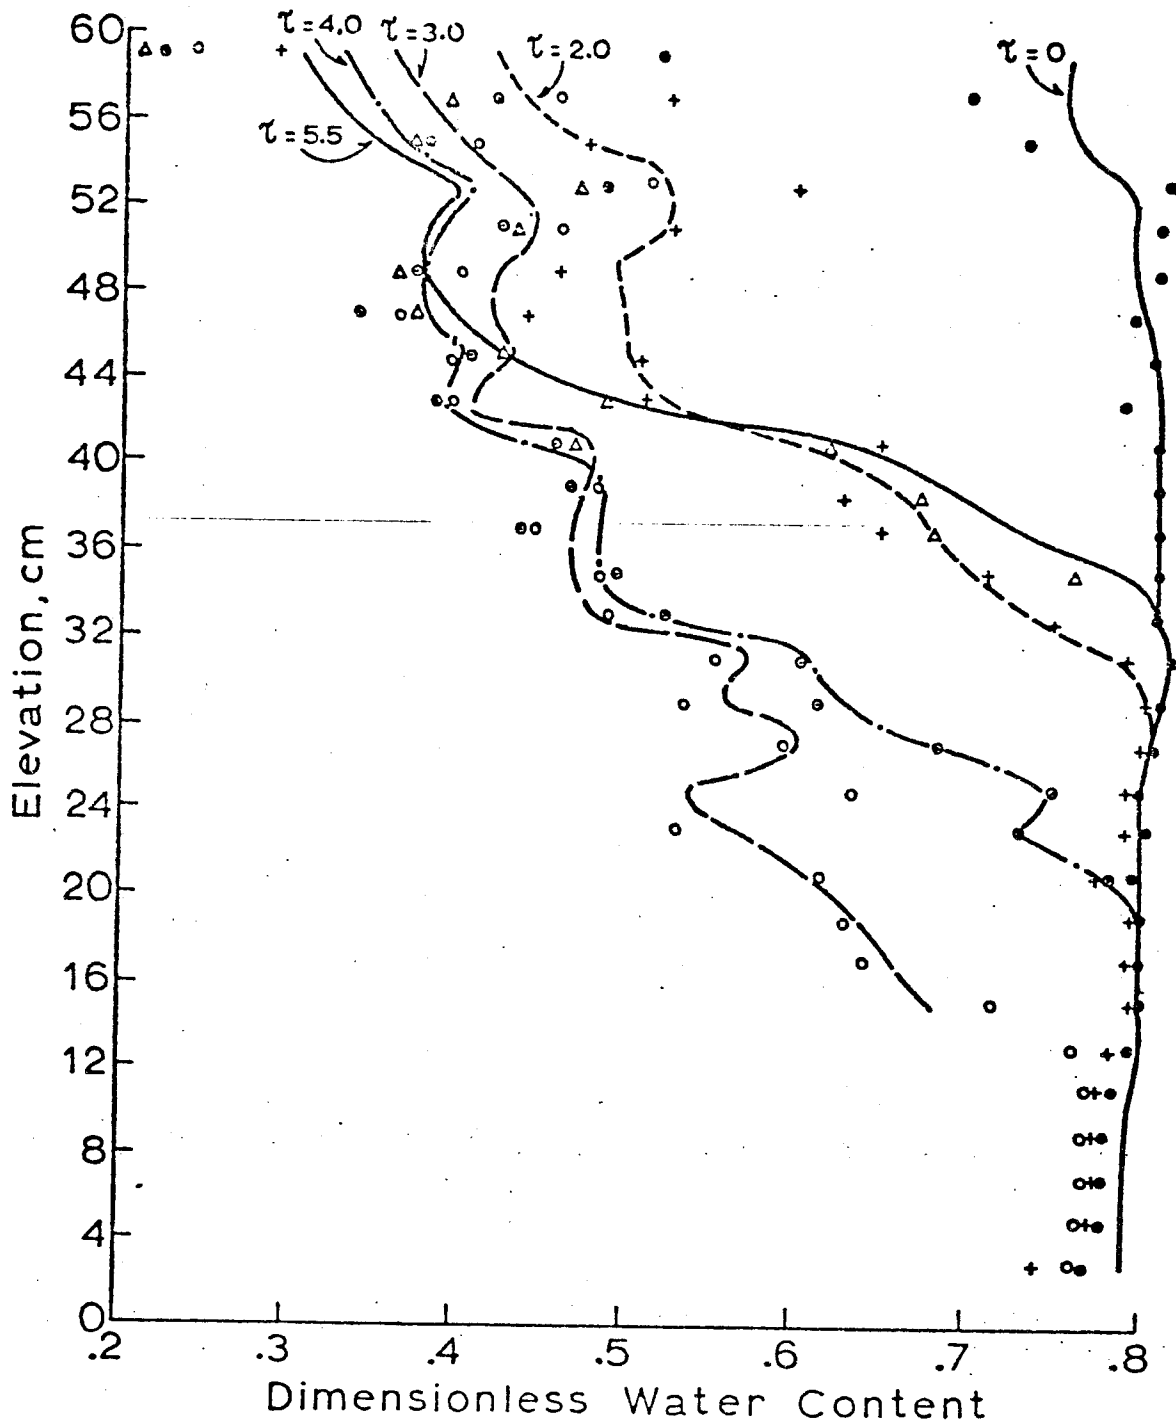 60
τ=4.0 τ=3.0
τ=2.0
τ=0
56
τ=5.5
52
48
44
40
36
32
28
24
20
16
12
8
4
0
Elevation, cm
.2 .3 .4 .5 .6 .7 .8
Dimensionless Water Content